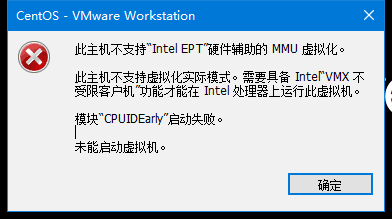 CentOS - VMware Workstation
此主机不支持“Intel EPT”硬件辅助的 MMU 虚拟化。
此主机不支持虚拟化实际模式。需要具备 Intel“VMX 不
受限客户机”功能才能在 Intel 处理器上运行此虚拟机。
模块“CPUIDEarly”启动失败。
未能启动虚拟机。
确定